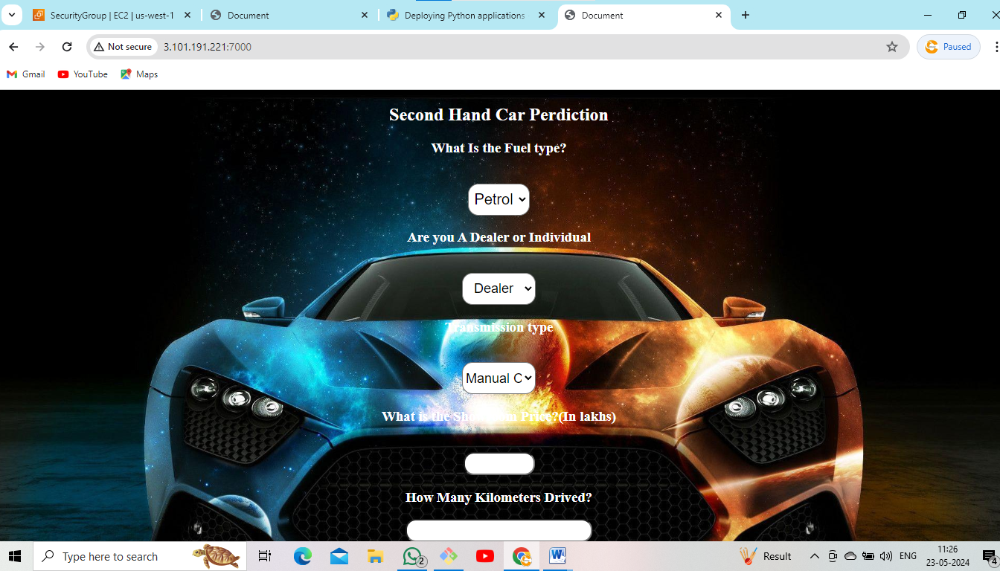 SecurityGroup | EC2 | us-west-1
Document
Deploying Python applications
Document
Not secure
3.101.191.221:7000
Paused
Gmail
YouTube
Maps
Second Hand Car Perdiction
What Is the Fuel type?
Petrol
Are you A Dealer or Individual
Dealer
Transmission type
Manual C
What is the Showroom Price?(In lakhs)
How Many Kilometers Drived?
Type here to search
2
Result
ENG
11:26
23-05-2024
4